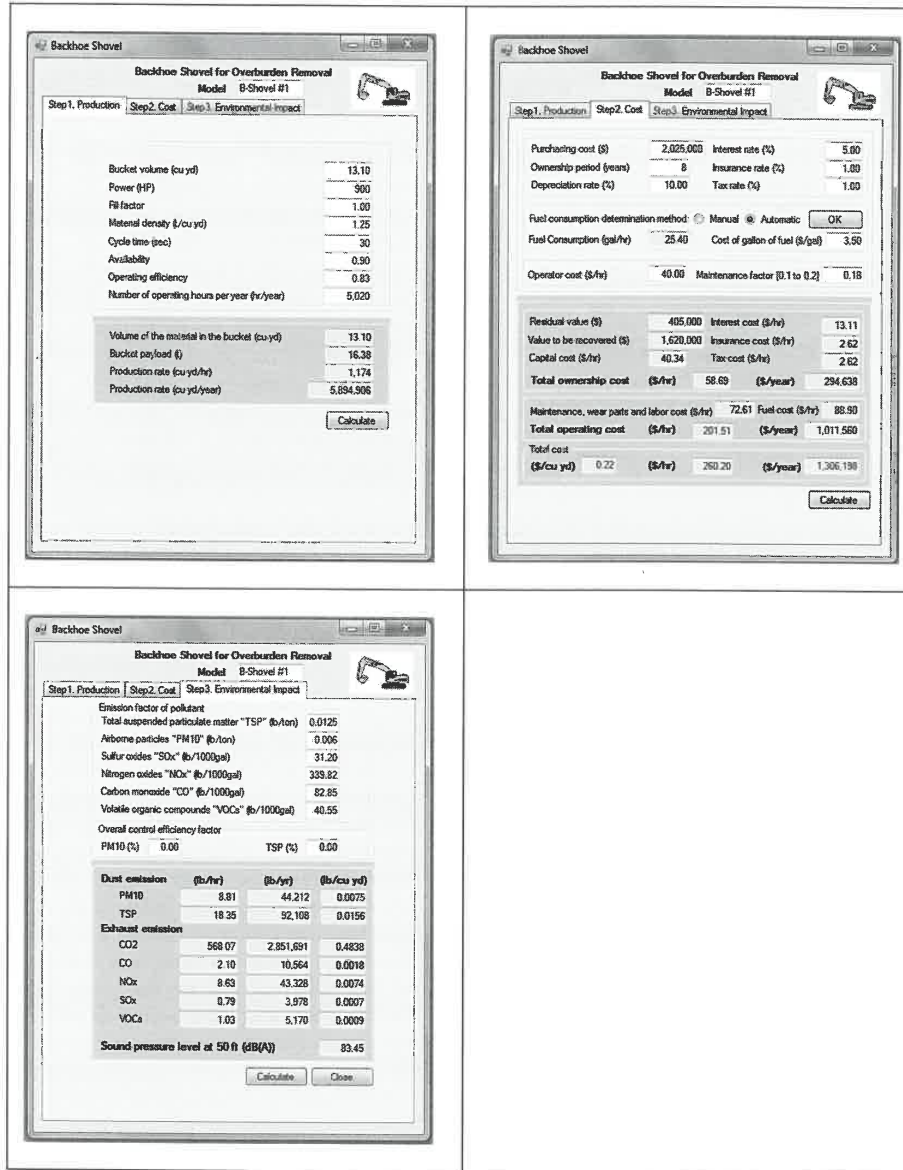 Backhoe Shovel
Backhoe Shovel for Overburden Removal
Model B-Shovel #1
Step1. Production Step2. Cost Step3. Environmental Impact
Bucket volume (cu yd) 13.10
Power (HP) 900
Fill factor 1.00
Material density (t/cu yd) 1.25
Cycle time (sec) 30
Availability 0.90
Operating efficiency 0.83
Number of operating hours per year (hr/year) 5,020
Volume of the material in the bucket (cu yd) 13.10
Bucket payload (t) 16.38
Production rate (cu yd/hr) 1,174
Production rate (cu yd/year) 5,894,906
Calculate
Backhoe Shovel
Backhoe Shovel for Overburden Removal
Model B-Shovel #1
Step1. Production Step2. Cost Step3. Environmental Impact
Purchasing cost ($) 2,025,000 Interest rate (%) 5.00
Ownership period (years) 8 Insurance rate (%) 1.00
Depreciation rate (%) 10.00 Tax rate (%) 1.00
Fuel consumption determination method: Manual Automatic OK
Fuel Consumption (gal/hr) 25.40 Cost of gallon of fuel ($/gal) 3.50
Operator cost ($/hr) 40.00 Maintenance factor [0.1 to 0.2] 0.18
Residual value ($) 405,000 Interest cost ($/hr) 13.11
Value to be recovered ($) 1,620,000 Insurance cost ($/hr) 2.62
Capital cost ($/hr) 40.34 Tax cost ($/hr) 2.62
Total ownership cost ($/hr) 58.69 ($/year) 294,638
Maintenance, wear parts and labor cost ($/hr) 72.61 Fuel cost ($/hr) 88.90
Total operating cost ($/hr) 201.51 ($/year) 1,011,560
Total cost
($/cu yd) 0.22 ($/hr) 260.20 ($/year) 1,306,198
Calculate
Backhoe Shovel
Backhoe Shovel for Overburden Removal
Model B-Shovel #1
Step1. Production Step2. Cost Step3. Environmental Impact
Emission factor of pollutant
Total suspended particulate matter "TSP" (lb/ton) 0.0125
Airborne particles "PM10" (lb/ton) 0.006
Sulfur oxides "SOx" (lb/1000gal) 31.20
Nitrogen oxides "NOx" (lb/1000gal) 339.82
Carbon monoxide "CO" (lb/1000gal) 82.85
Volatile organic compounds "VOCs" (lb/1000gal) 40.55
Overall control efficiency factor
PM10 (%) 0.00 TSP (%) 0.00
Dust emission (lb/hr) (lb/yr) (lb/cu yd)
PM10 8.81 44,212 0.0075
TSP 18.35 92,108 0.0156
Exhaust emission
CO2 568.07 2,851,691 0.4838
CO 2.10 10,564 0.0018
NOx 8.63 43,328 0.0074
SOx 0.79 3,978 0.0007
VOCs 1.03 5,170 0.0009
Sound pressure level at 50 ft (dB(A)) 83.45
Calculate Close